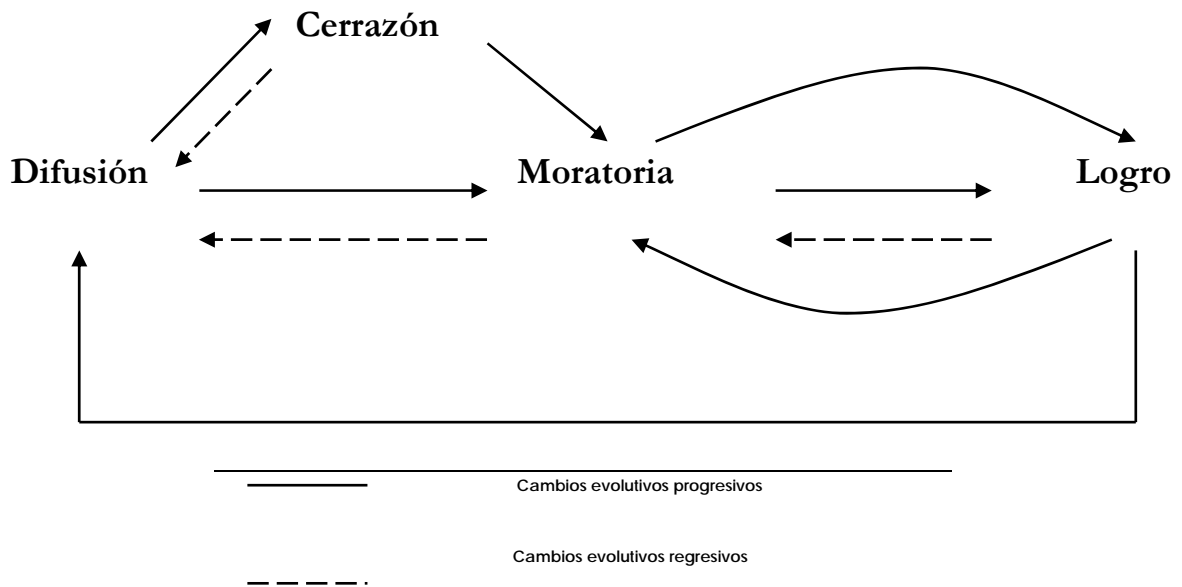 Cerrazón
Difusión
Moratoria
Logro
Cambios evolutivos progresivos
Cambios evolutivos regresivos